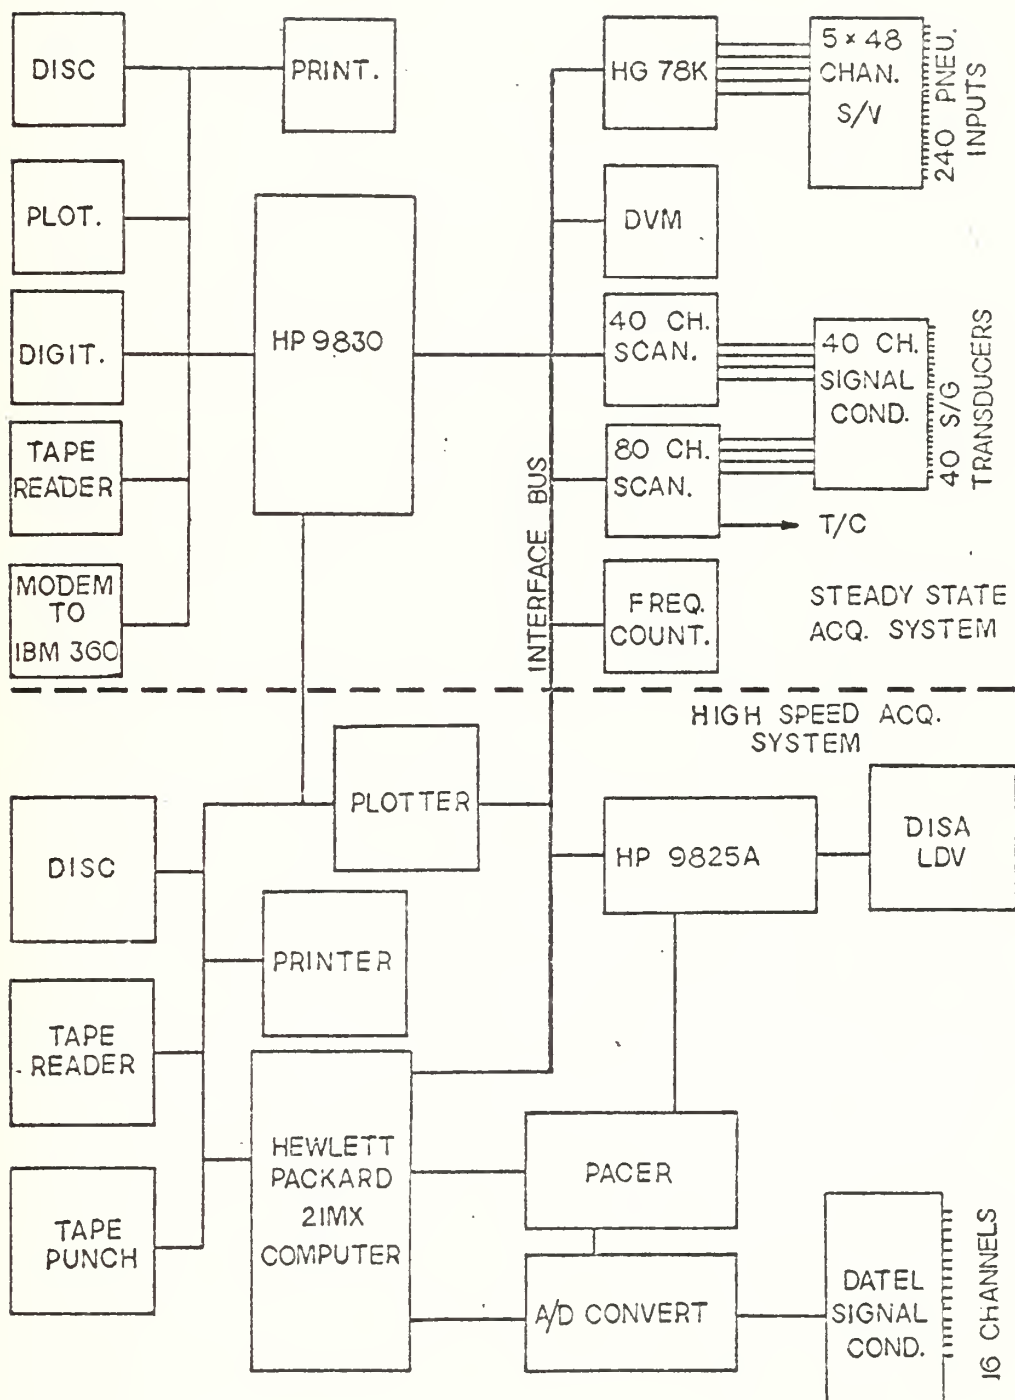 DISC
PRINT.
HG 78K
5 × 48
CHAN.
S/V
240 PNEU.
INPUTS
PLOT.
DVM
DIGIT.
HP 9830
40 CH.
SCAN.
40 CH.
SIGNAL
COND.
40 S/G
TRANSDUCERS
TAPE
READER
80 CH.
SCAN.
T/C
INTERFACE BUS
MODEM
TO
IBM 360
FREQ.
COUNT.
STEADY STATE
ACQ. SYSTEM
HIGH SPEED ACQ.
SYSTEM
PLOTTER
DISC
HP 9825A
DISA
LDV
PRINTER
TAPE
READER
HEWLETT
PACKARD
21MX
COMPUTER
PACER
TAPE
PUNCH
A/D CONVERT
DATEL
SIGNAL
COND.
16 CHANNELS